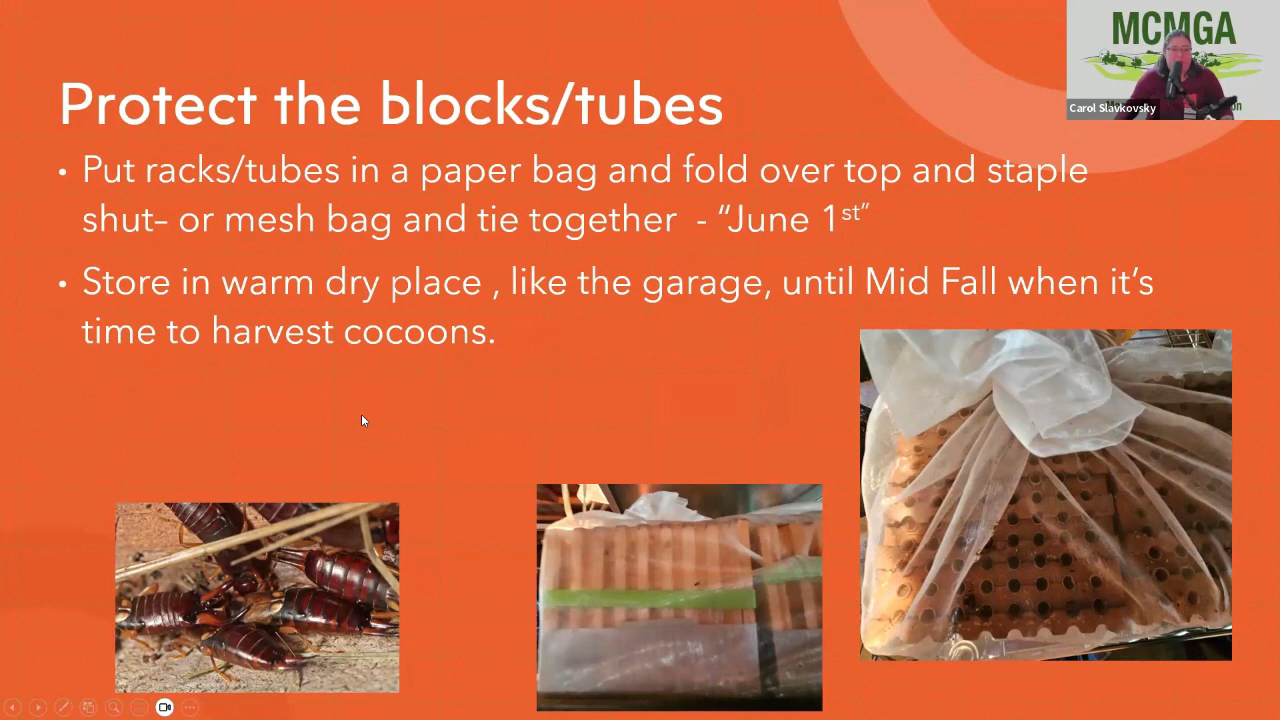 MCMGA
Carol Slavkovsky
Protect the blocks/tubes
• Put racks/tubes in a paper bag and fold over top and staple
shut– or mesh bag and tie together - “June 1st”
• Store in warm dry place , like the garage, until Mid Fall when it’s
time to harvest cocoons.